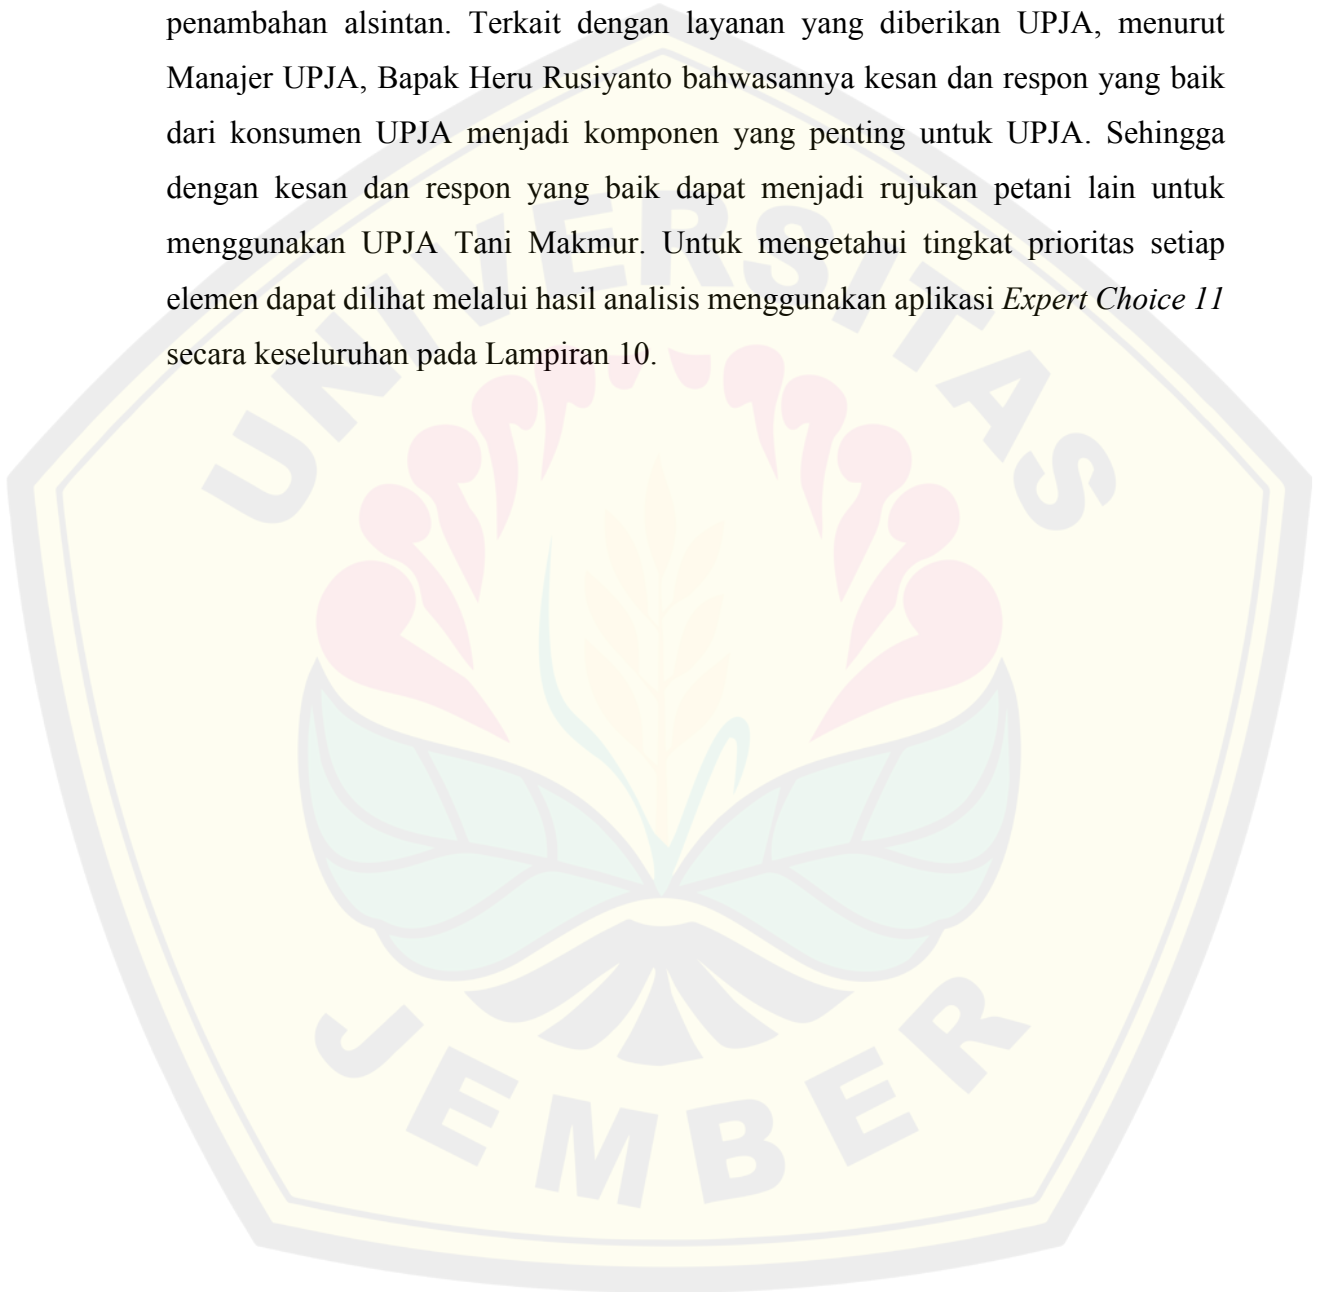 penambahan alsintan. Terkait dengan layanan yang diberikan UPJA, menurut
Manajer UPJA, Bapak Heru Rusiyanto bahwasannya kesan dan respon yang baik
dari konsumen UPJA menjadi komponen yang penting untuk UPJA. Sehingga
dengan kesan dan respon yang baik dapat menjadi rujukan petani lain untuk
menggunakan UPJA Tani Makmur. Untuk mengetahui tingkat prioritas setiap
elemen dapat dilihat melalui hasil analisis menggunakan aplikasi Expert Choice 11
secara keseluruhan pada Lampiran 10.
UNIVERSITAS
JEMBER